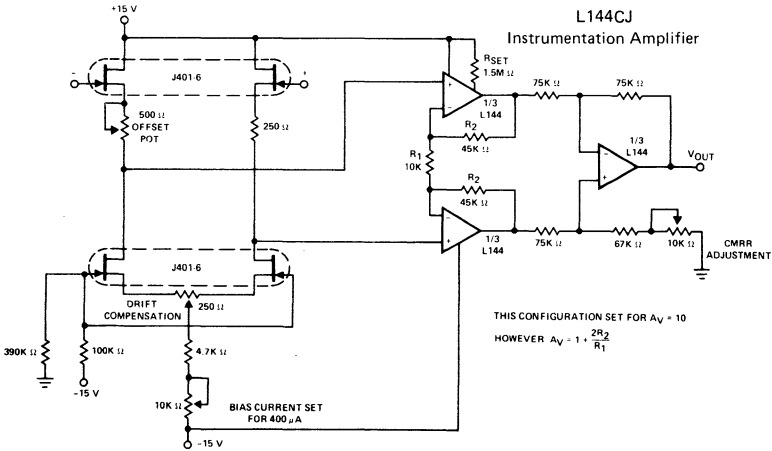 L144CJ
Instrumentation Amplifier
+15 V
J401-6
-
+
500 Ω
OFFSET
POT
250 Ω
RSET
1.5M Ω
1/3
L144
-
+
R2
45K Ω
R1
10K
R2
45K Ω
-
+
1/3
L144
75K Ω
75K Ω
1/3
L144
-
+
VOUT
75K Ω
67K Ω
10K Ω
CMRR
ADJUSTMENT
J401-6
DRIFT
COMPENSATION
250 Ω
390K Ω
100K Ω
-15 V
4.7K Ω
10K Ω
BIAS CURRENT SET
FOR 400 μA
-15 V
THIS CONFIGURATION SET FOR AV = 10
HOWEVER AV = 1 + 2R2/R1